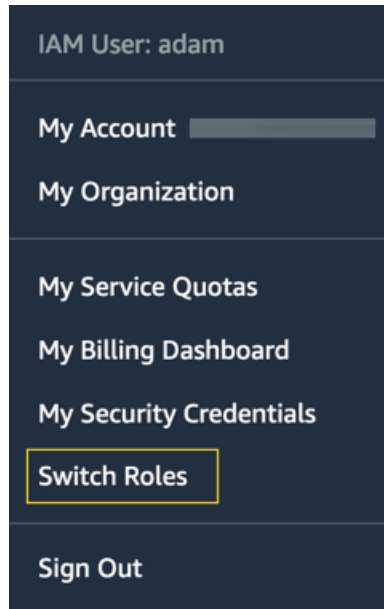 IAM User: adam
My Account
My Organization
My Service Quotas
My Billing Dashboard
My Security Credentials
Switch Roles
Sign Out